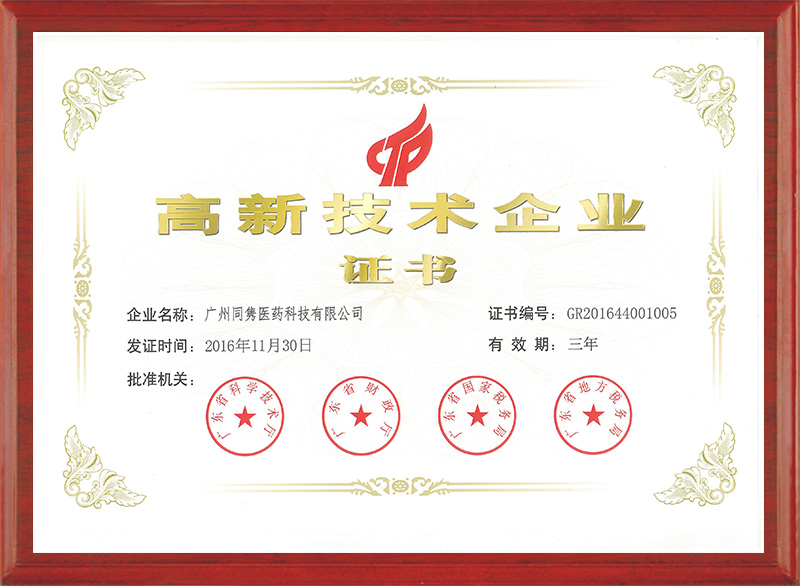 高新技术企业
证书
企业名称：广州同隽医药科技有限公司
证书编号：GR201644001005
发证时间：2016年11月30日
有效期：三年
批准机关：
广东省科学技术厅
广东省财政厅
广东省国家税务局
广东省地方税务局